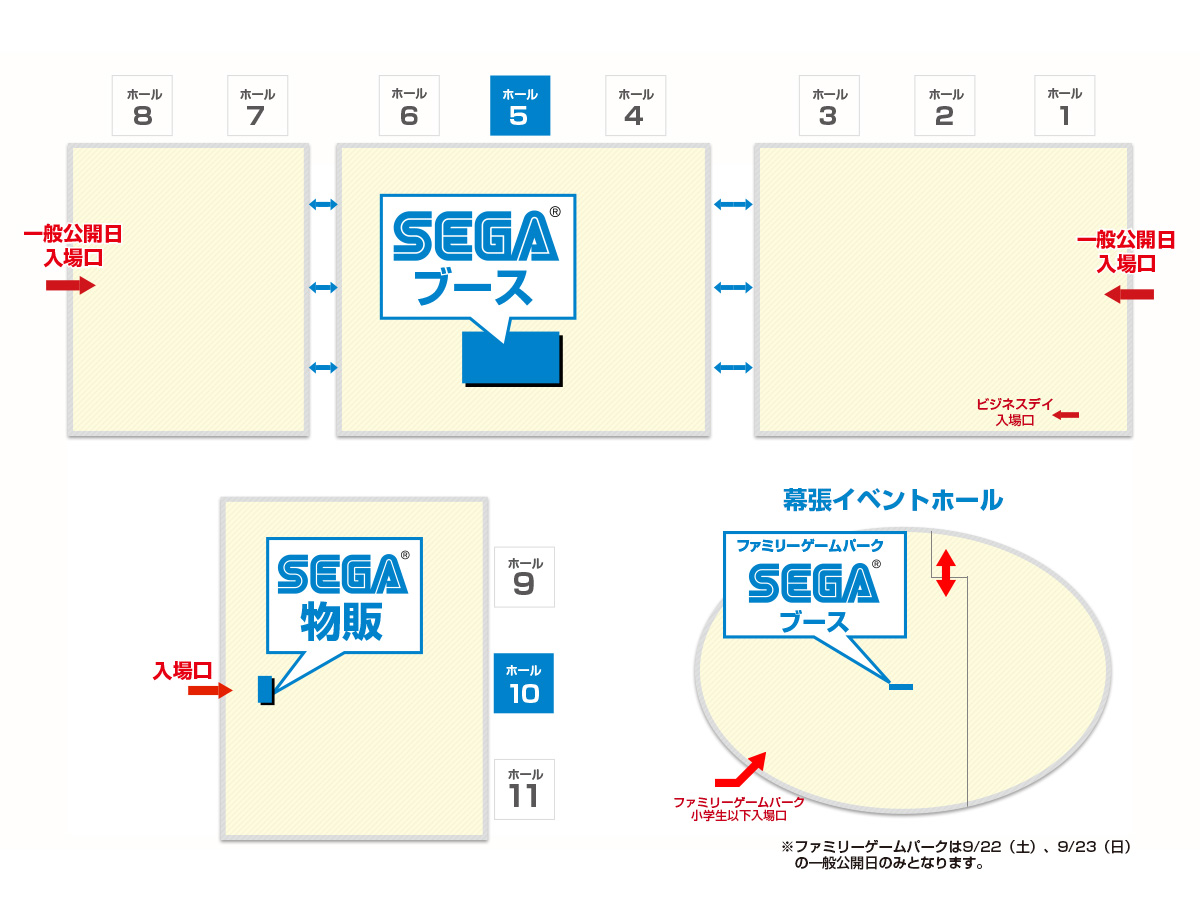 ホール
8
ホール
7
ホール
6
ホール
5
ホール
4
ホール
3
ホール
2
ホール
1
一般公開日
入場口
SEGA®
ブース
一般公開日
入場口
ビジネスデイ
入場口
SEGA®
物販
入場口
ホール
9
ホール
10
ホール
11
幕張イベントホール
ファミリーゲームパーク
SEGA®
ブース
ファミリーゲームパーク
小学生以下入場口
※ファミリーゲームパークは9/22（土）、9/23（日）
の一般公開日のみとなります。